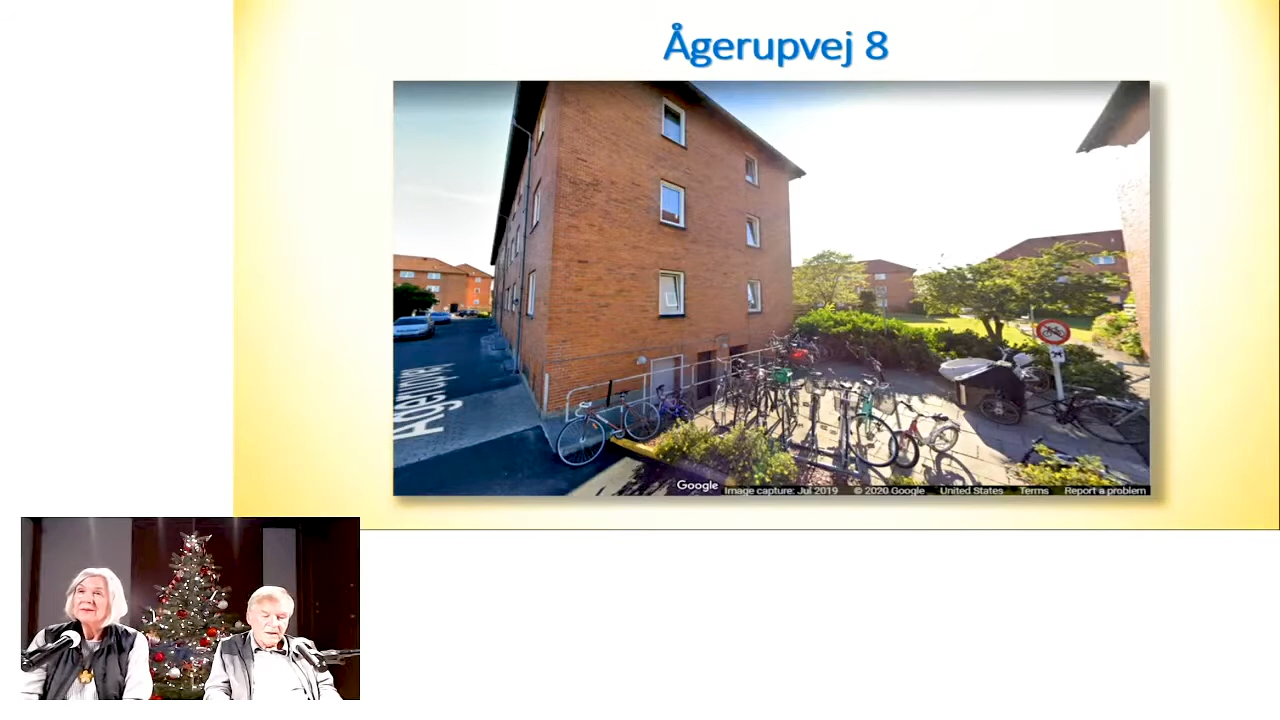 Ågerupvej 8
Ågerupvej
Google
Image capture: Jul 2019 © 2020 Google United States Terms Report a problem